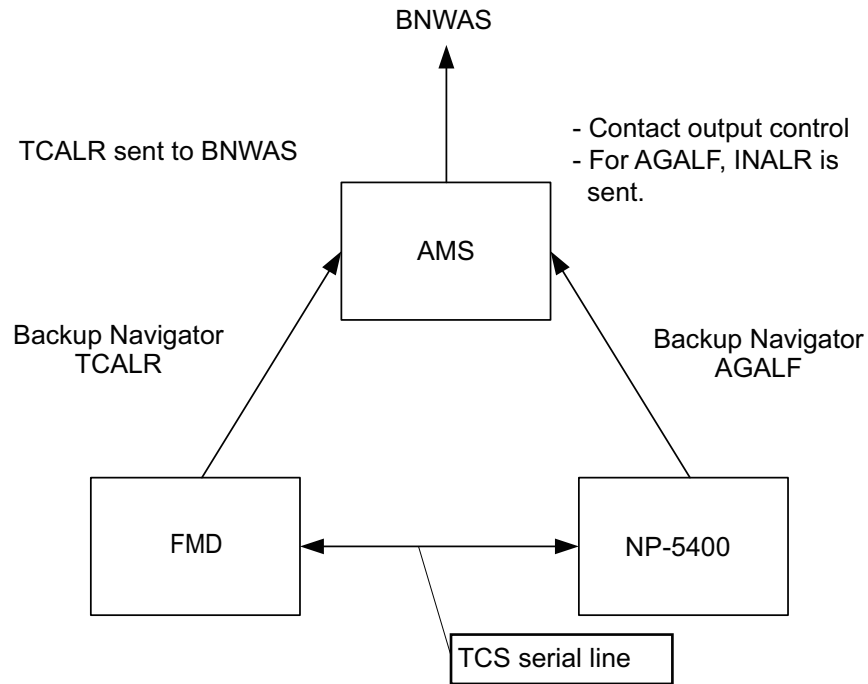 BNWAS
TCALR sent to BNWAS
- Contact output control
- For AGALF, INALR is
sent.
AMS
Backup Navigator
TCALR
Backup Navigator
AGALF
FMD
NP-5400
TCS serial line